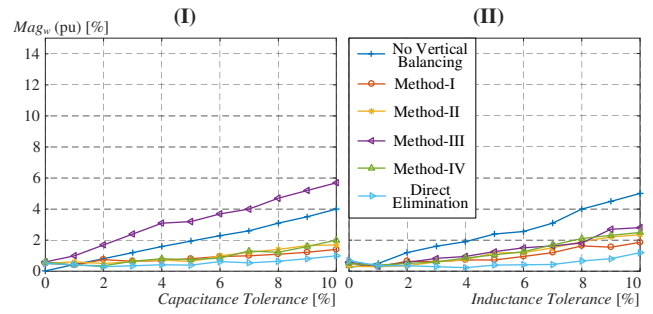 (I)
(II)
Mag_w (pu) [%]
14
12
10
8
6
4
2
0
0
2
4
6
8
10
Capacitance Tolerance [%]
No Vertical
Balancing
Method-I
Method-II
Method-III
Method-IV
Direct
Elimination
0
2
4
6
8
10
Inductance Tolerance [%]